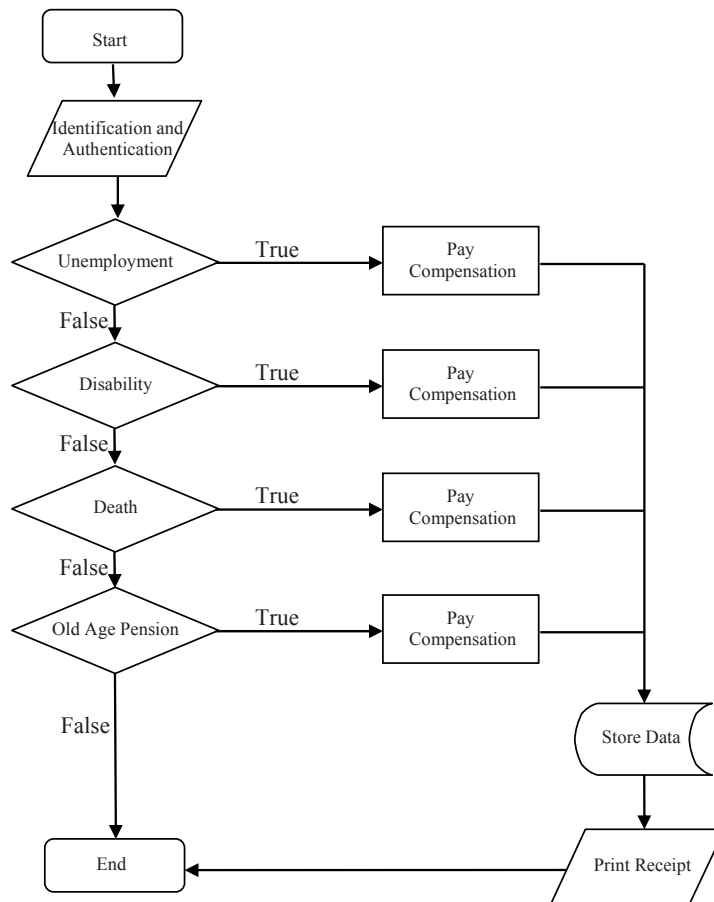 Start
Identification and
Authentication
Unemployment
True
Pay
Compensation
False
Disability
True
Pay
Compensation
False
Death
True
Pay
Compensation
False
Old Age Pension
True
Pay
Compensation
False
Store Data
End
Print Receipt